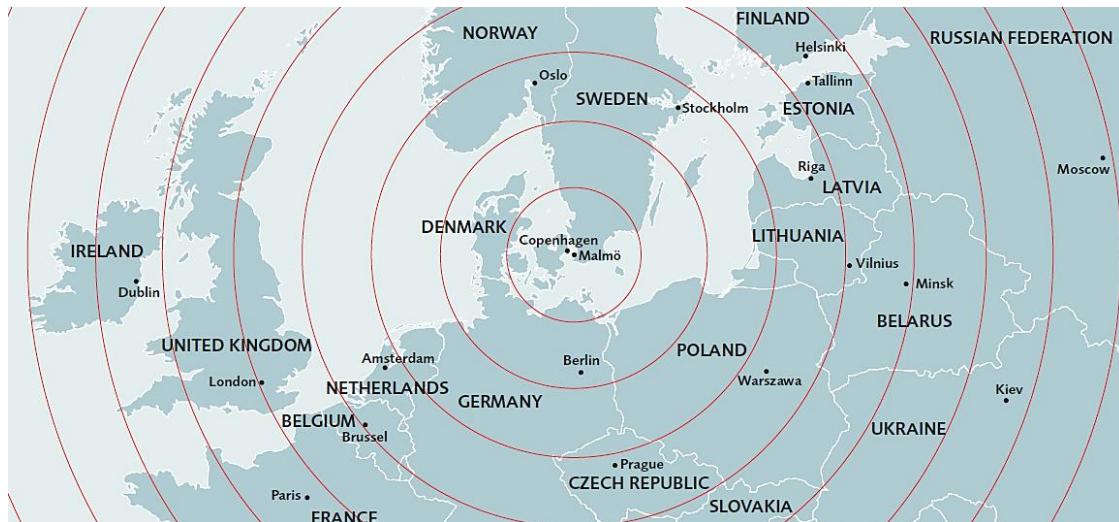 FINLAND
NORWAY
RUSSIAN FEDERATION
Helsinki
Oslo
Tallinn
SWEDEN
Stockholm
ESTONIA
Moscow
Riga
LATVIA
DENMARK
LITHUANIA
Copenhagen
IRELAND
Malmö
Vilnius
Dublin
Minsk
BELARUS
UNITED KINGDOM
POLAND
Amsterdam
Berlin
London
NETHERLANDS
Warszawa
Kiev
GERMANY
BELGIUM
UKRAINE
Brussel
Prague
CZECH REPUBLIC
Paris
SLOVAKIA
FRANCE